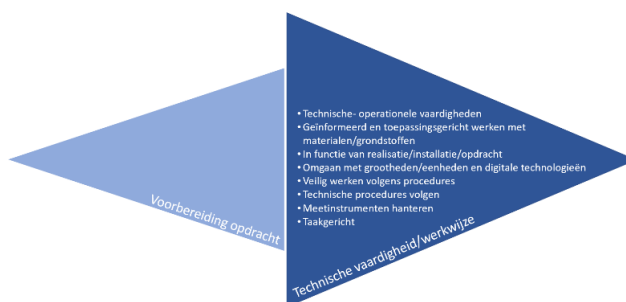 • Technische- operationele vaardigheden
• Geïnformeerd en toepassingsgericht werken met
materialen/grondstoffen
• In functie van realisatie/installatie/opdracht
• Omgaan met grootheden/eenheden en digitale technologieën
• Veilig werken volgens procedures
• Technische procedures volgen
• Meetinstrumenten hanteren
• Taakgericht
Voorbereiding opdracht
Technische vaardigheid/werkwijze